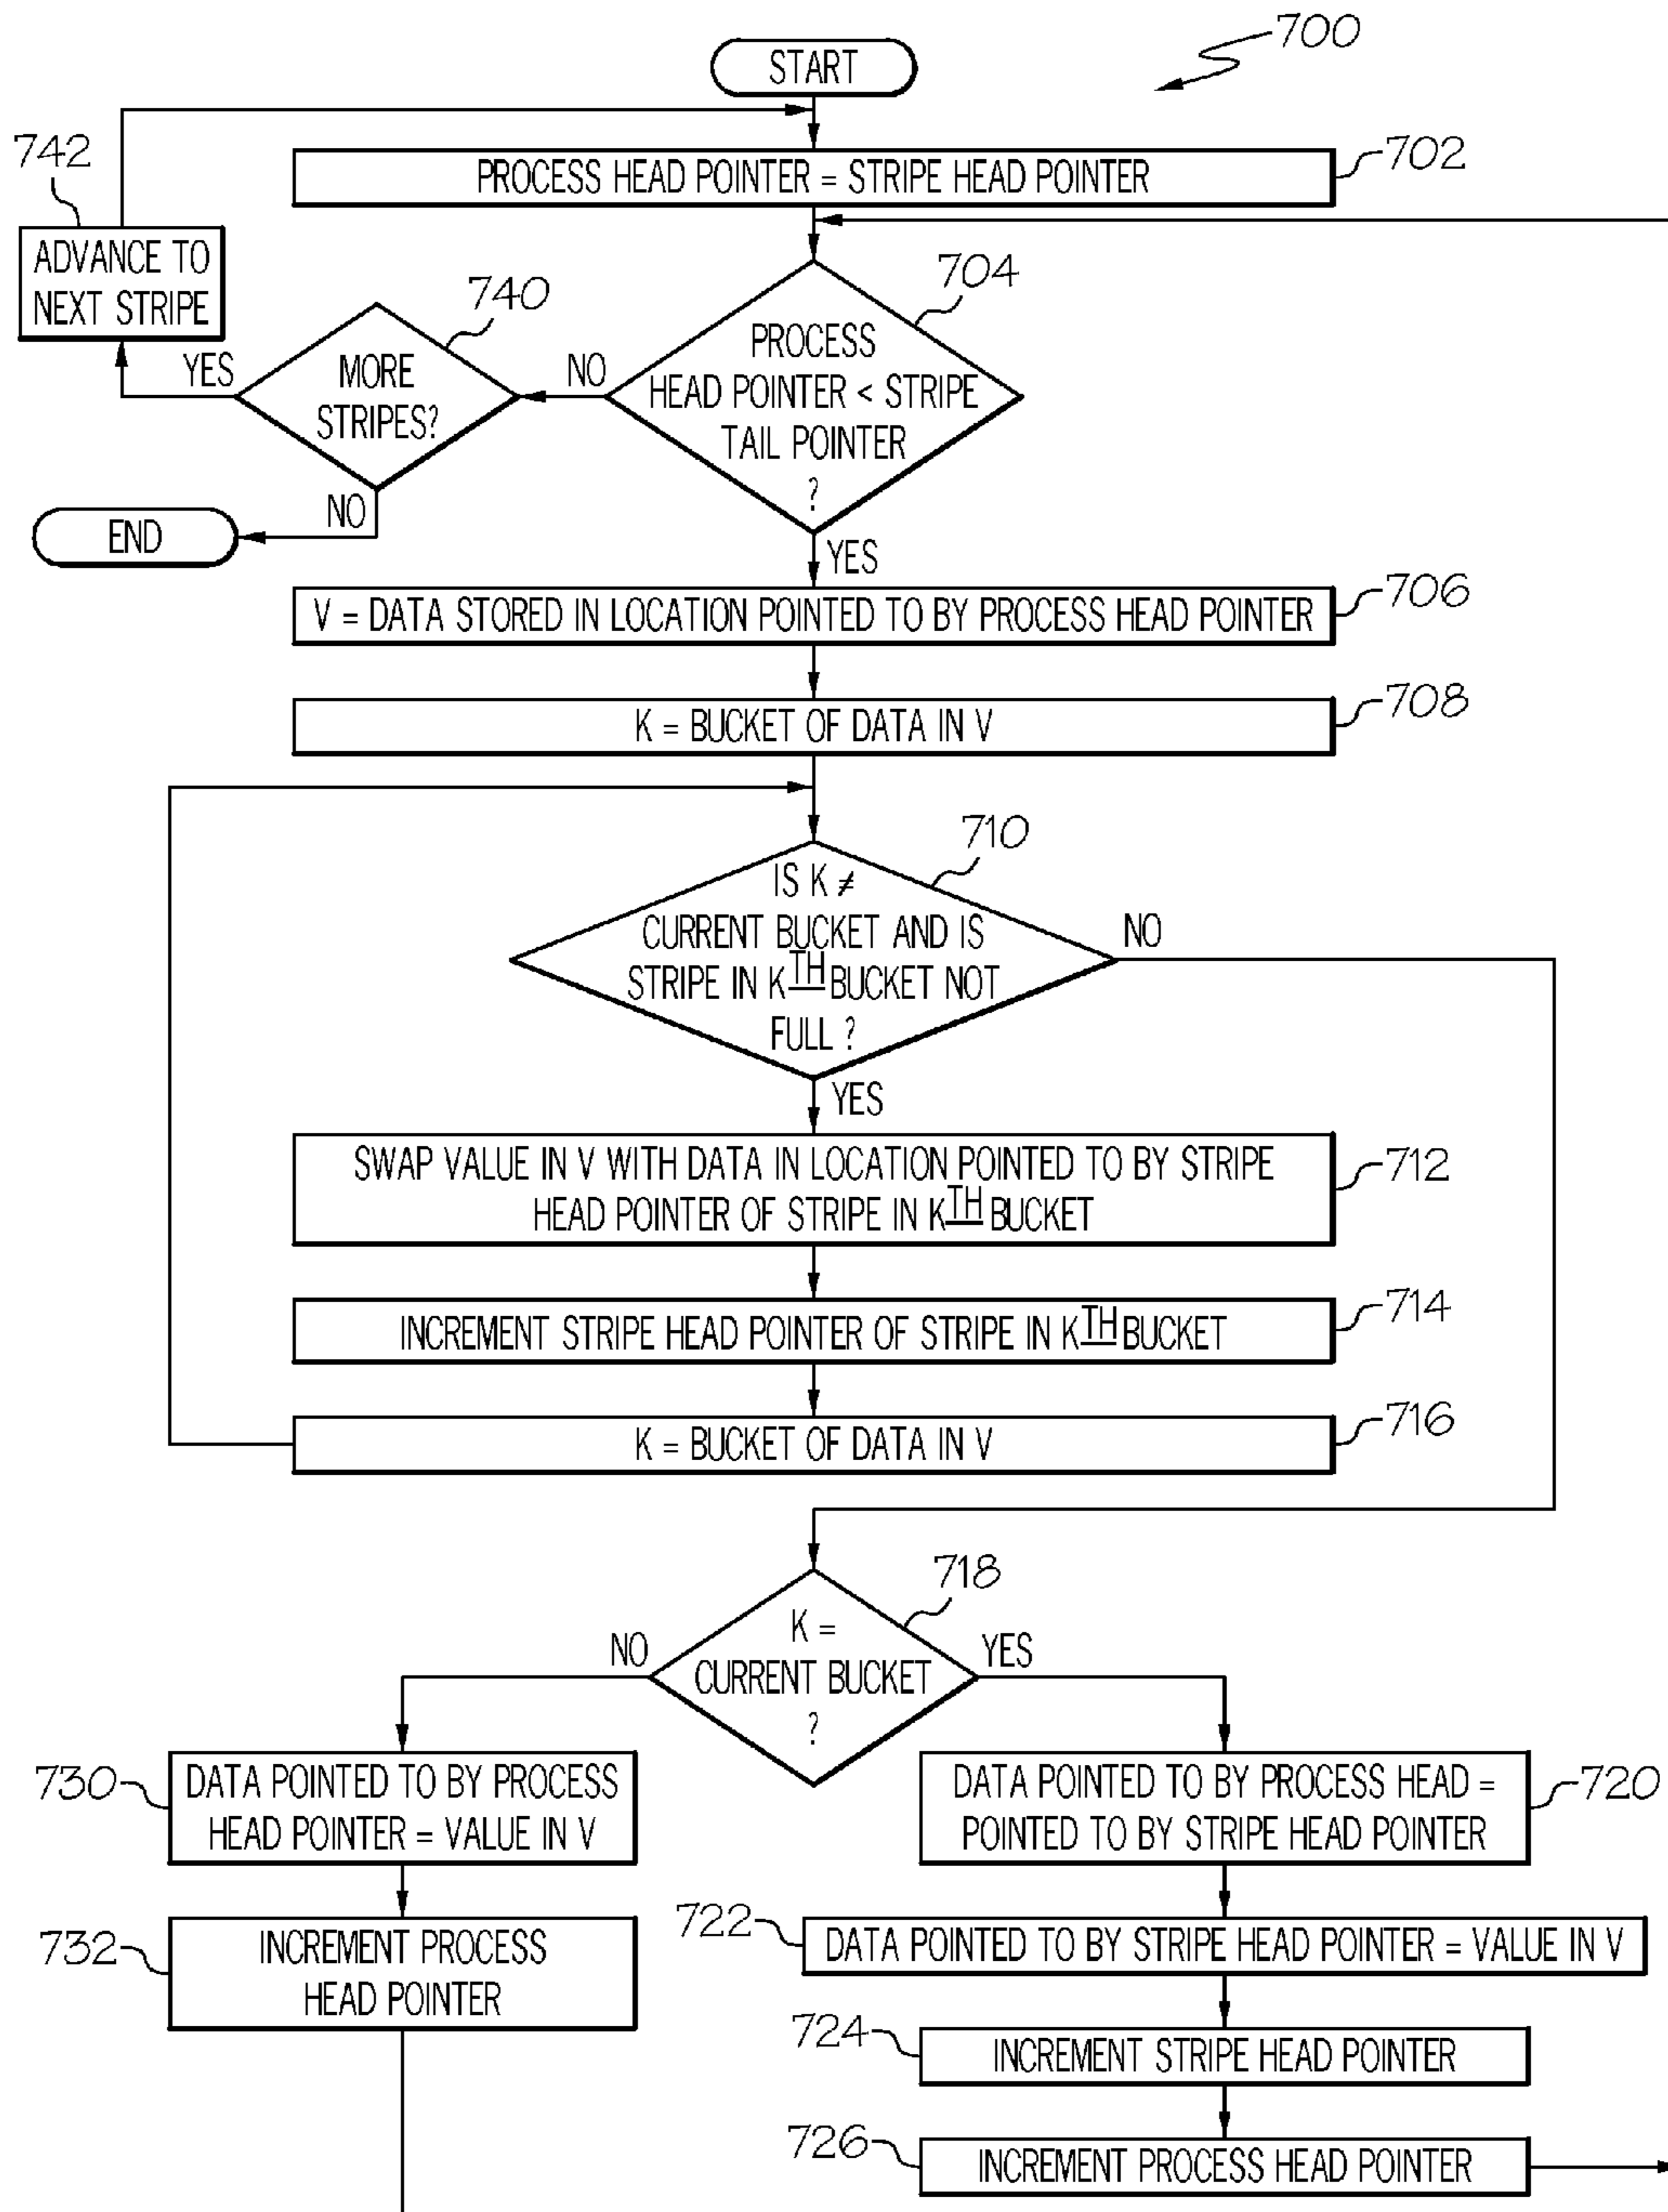 700
START
742
PROCESS HEAD POINTER = STRIPE HEAD POINTER
702
ADVANCE TO
NEXT STRIPE
704
740
PROCESS
HEAD POINTER < STRIPE
TAIL POINTER
?
YES
MORE
STRIPES?
NO
NO
END
YES
706
V = DATA STORED IN LOCATION POINTED TO BY PROCESS HEAD POINTER
708
K = BUCKET OF DATA IN V
710
IS K ≠
CURRENT BUCKET AND IS
STRIPE IN KTH BUCKET NOT
FULL ?
NO
YES
SWAP VALUE IN V WITH DATA IN LOCATION POINTED TO BY STRIPE
HEAD POINTER OF STRIPE IN KTH BUCKET
712
INCREMENT STRIPE HEAD POINTER OF STRIPE IN KTH BUCKET
714
K = BUCKET OF DATA IN V
716
718
K =
CURRENT BUCKET
?
NO
YES
730
DATA POINTED TO BY PROCESS
HEAD POINTER = VALUE IN V
DATA POINTED TO BY PROCESS HEAD =
POINTED TO BY STRIPE HEAD POINTER
720
732
INCREMENT PROCESS
HEAD POINTER
722
DATA POINTED TO BY STRIPE HEAD POINTER = VALUE IN V
724
INCREMENT STRIPE HEAD POINTER
726
INCREMENT PROCESS HEAD POINTER